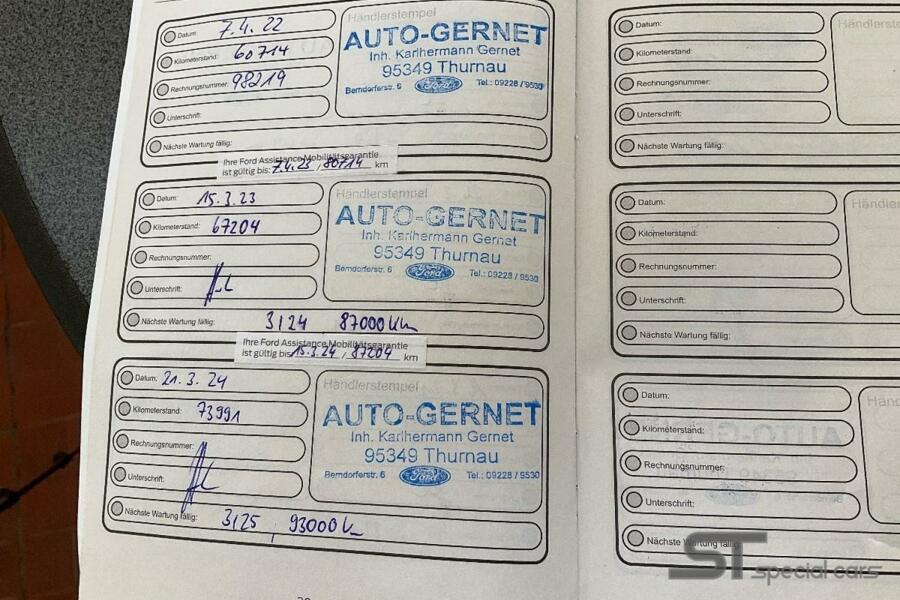 Datum: 7.4.22
Kilometerstand: 60714
Rechnungsnummer: 98219
Unterschrift:
Nächste Wartung fällig:
Händlerstempel
AUTO-GERNET
Inh. Karlhermann Gernet
95349 Thurnau
Berndorferstr. 6 Ford Tel.: 09228 / 9530
Ihre Ford Assistance Mobilitätsgarantie
ist gültig bis: 7.4.23 , 80714 km
Datum: 15.3.23
Kilometerstand: 67204
Rechnungsnummer:
Unterschrift:
Nächste Wartung fällig: 3/24 87000 Km
Händlerstempel
AUTO-GERNET
Inh. Karlhermann Gernet
95349 Thurnau
Berndorferstr. 6 Ford Tel.: 09228 / 9530
Ihre Ford Assistance Mobilitätsgarantie
ist gültig bis 15.3.24 , 87204 km
Datum: 21.3.24
Kilometerstand: 73991
Rechnungsnummer:
Unterschrift:
Nächste Wartung fällig: 3/25 93000 k
Händlerstempel
AUTO-GERNET
Inh. Karlhermann Gernet
95349 Thurnau
Berndorferstr. 6 Ford Tel.: 09228 / 9530
Datum:
Kilometerstand:
Rechnungsnummer:
Unterschrift:
Nächste Wartung fällig:
Händlerst
Datum:
Kilometerstand:
Rechnungsnummer:
Unterschrift:
Nächste Wartung fällig:
Händler
Datum:
Kilometerstand:
Rechnungsnummer:
Unterschrift:
Nächste Wartung fällig:
Händ
ST special cars